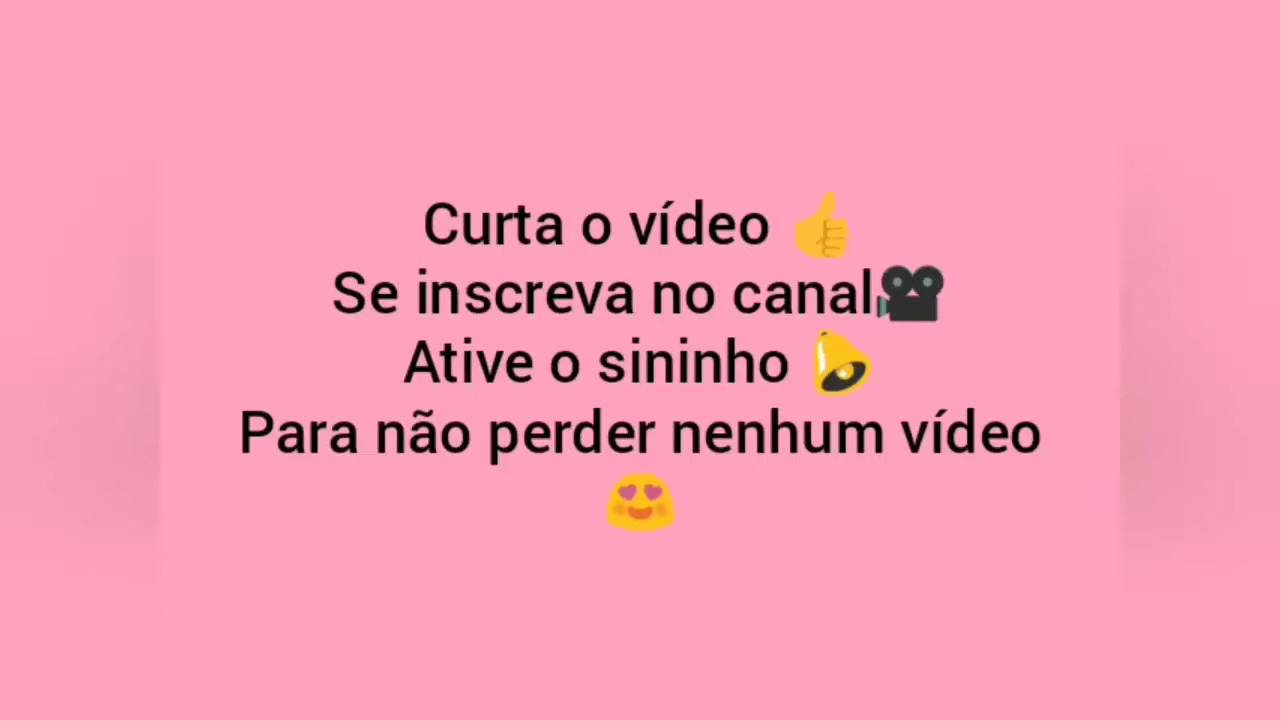 Curta o vídeo 👍
Se inscreva no canal🎥
Ative o sininho 🔔
Para não perder nenhum vídeo
😍